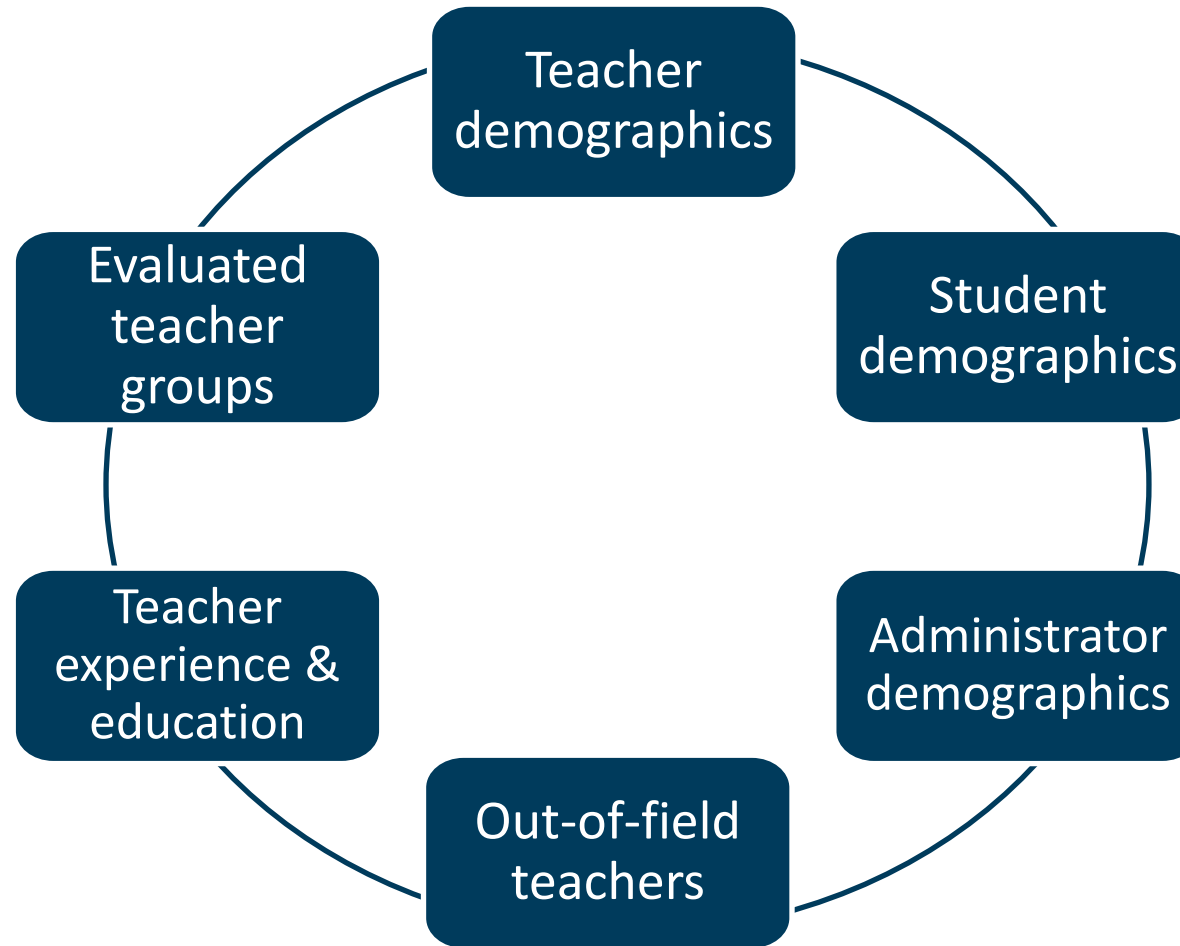 Teacher
demographics
Student
demographics
Administrator
demographics
Out-of-field
teachers
Teacher
experience &
education
Evaluated
teacher
groups